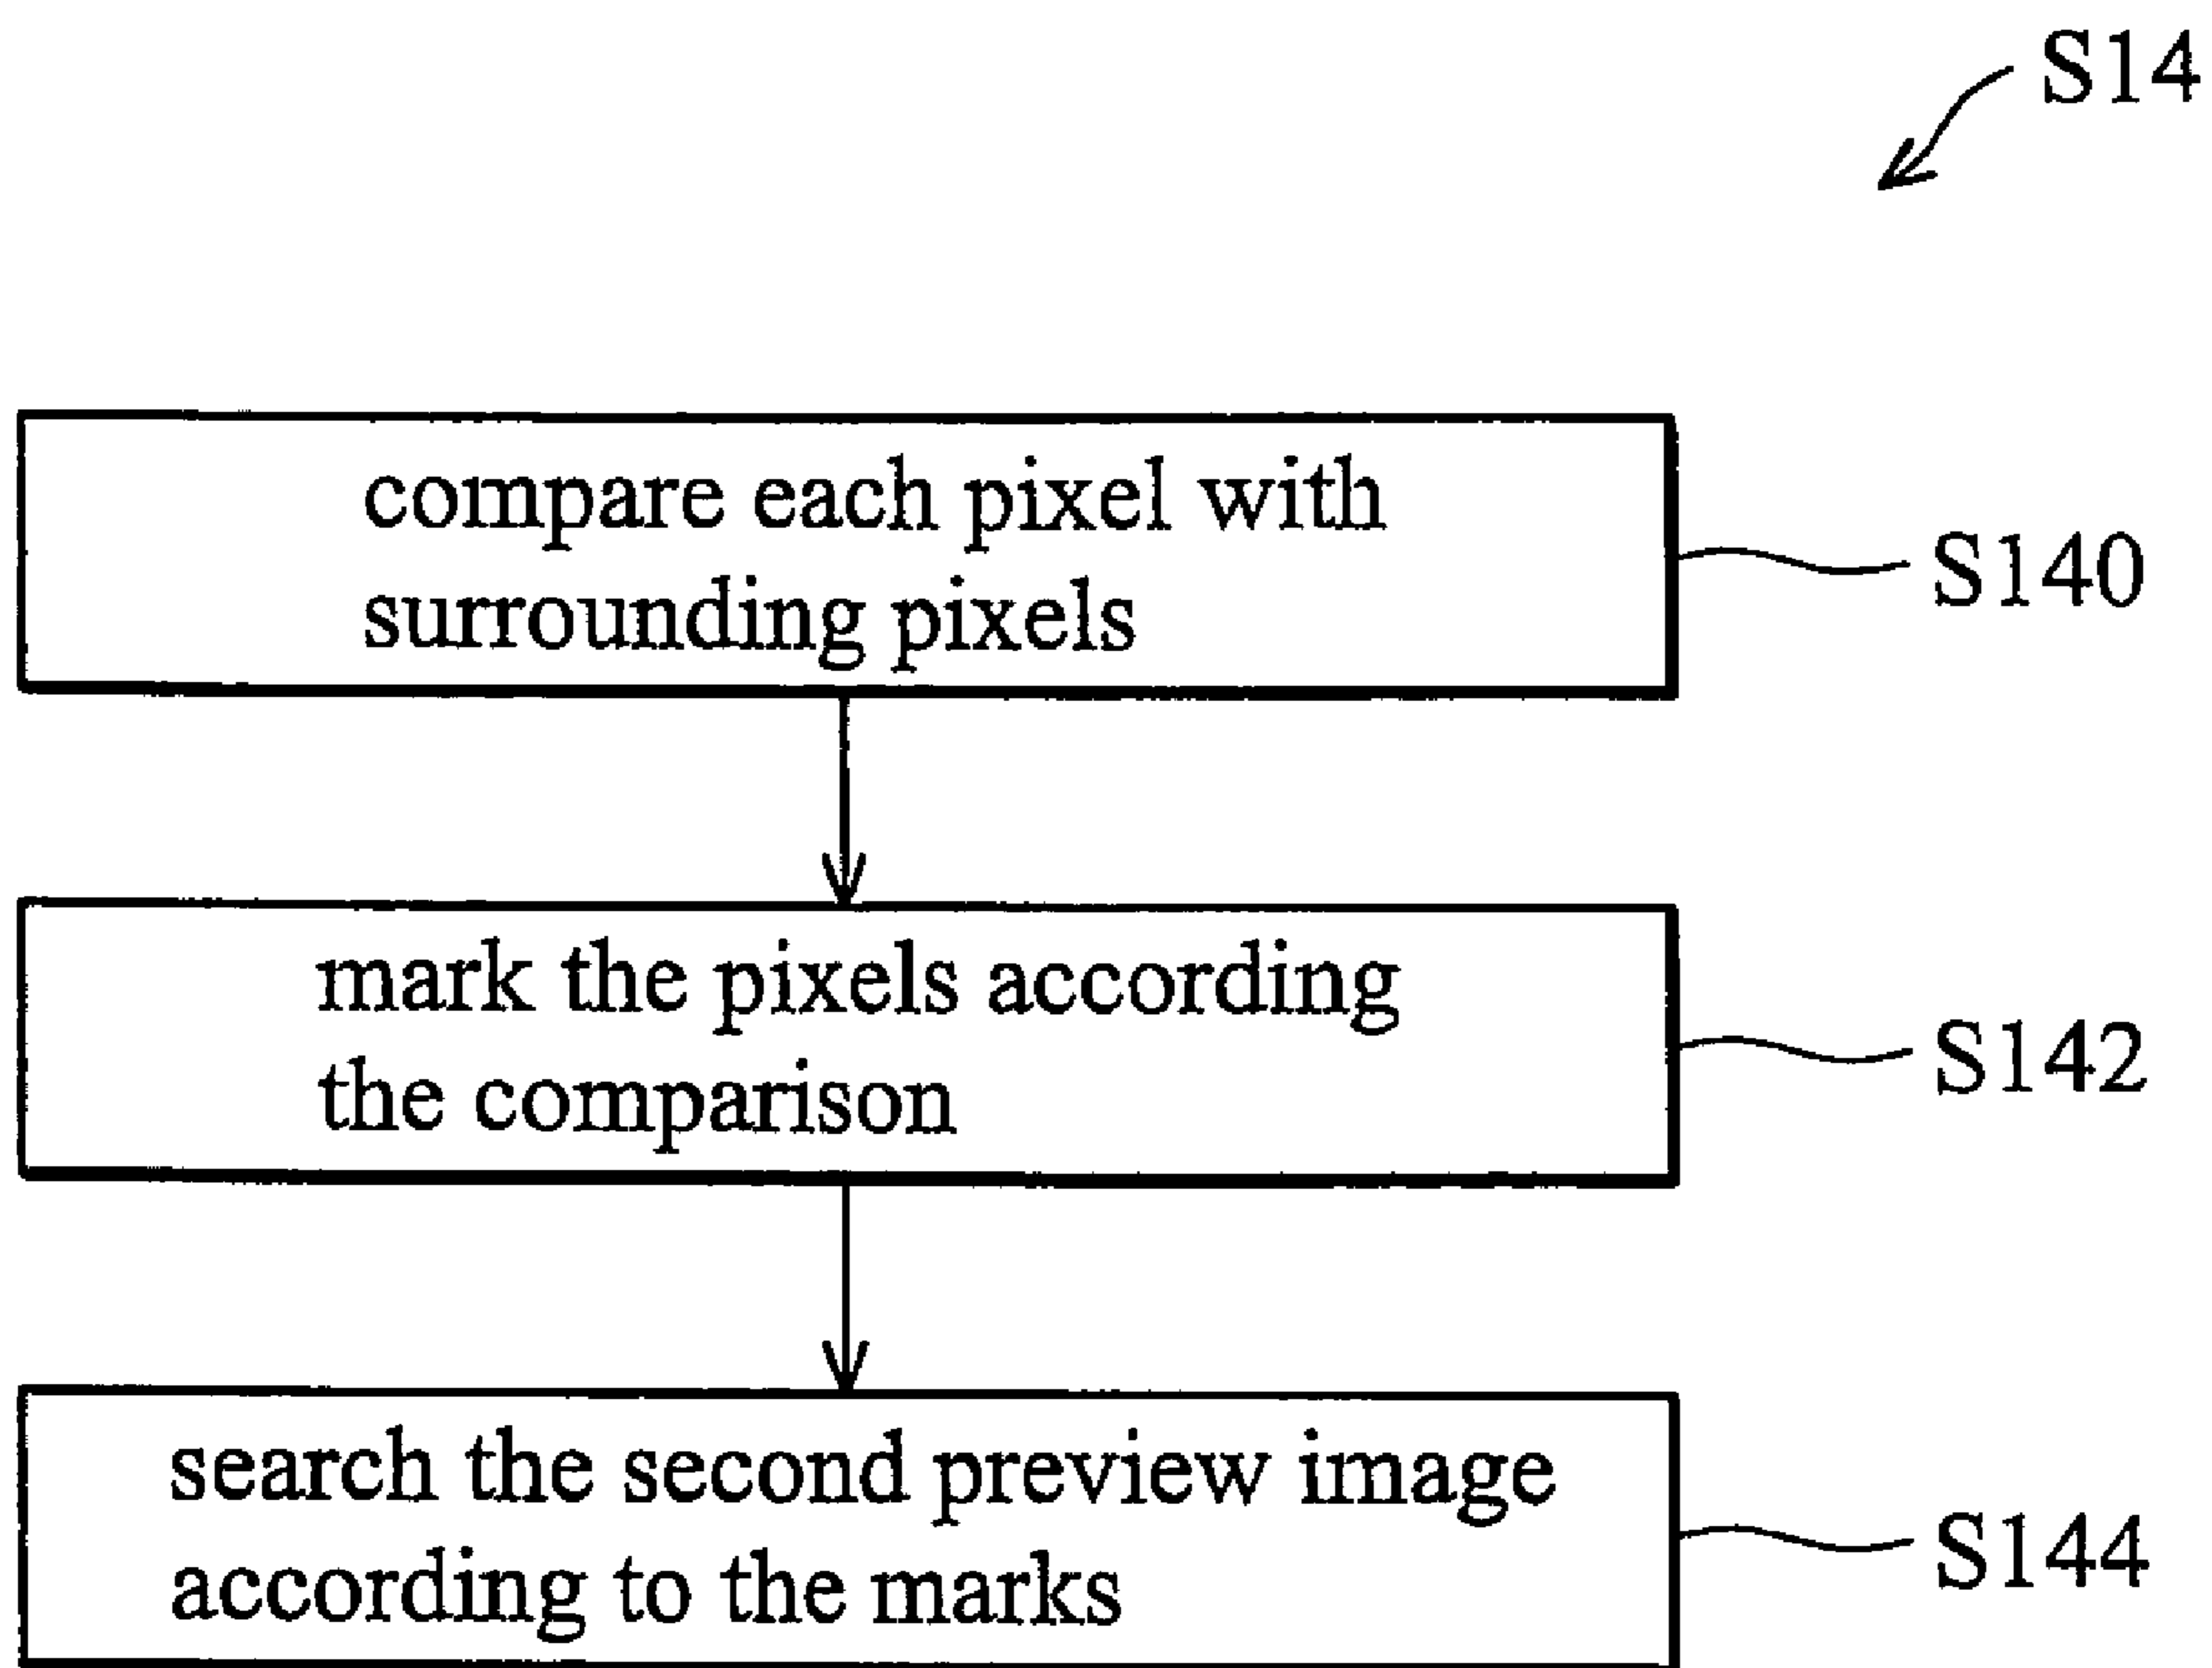 S14
compare each pixel with
surrounding pixels
S140
mark the pixels according
the comparison
S142
search the second preview image
according to the marks
S144